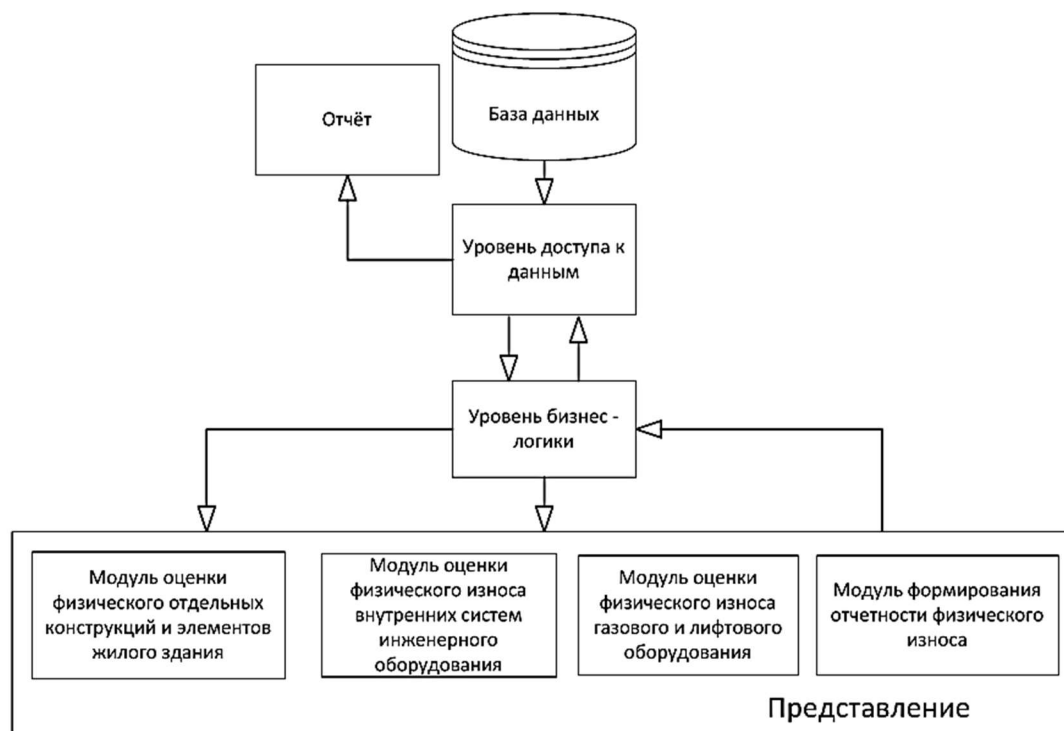 Отчёт
База данных
Уровень доступа к
данным
Уровень бизнес -
логики
Модуль оценки
физического отдельных
конструкций и элементов
жилого здания
Модуль оценки
физического износа
внутренних систем
инженерного
оборудования
Модуль оценки
физического износа
газового и лифтового
оборудования
Модуль формирования
отчетности физического
износа
Представление